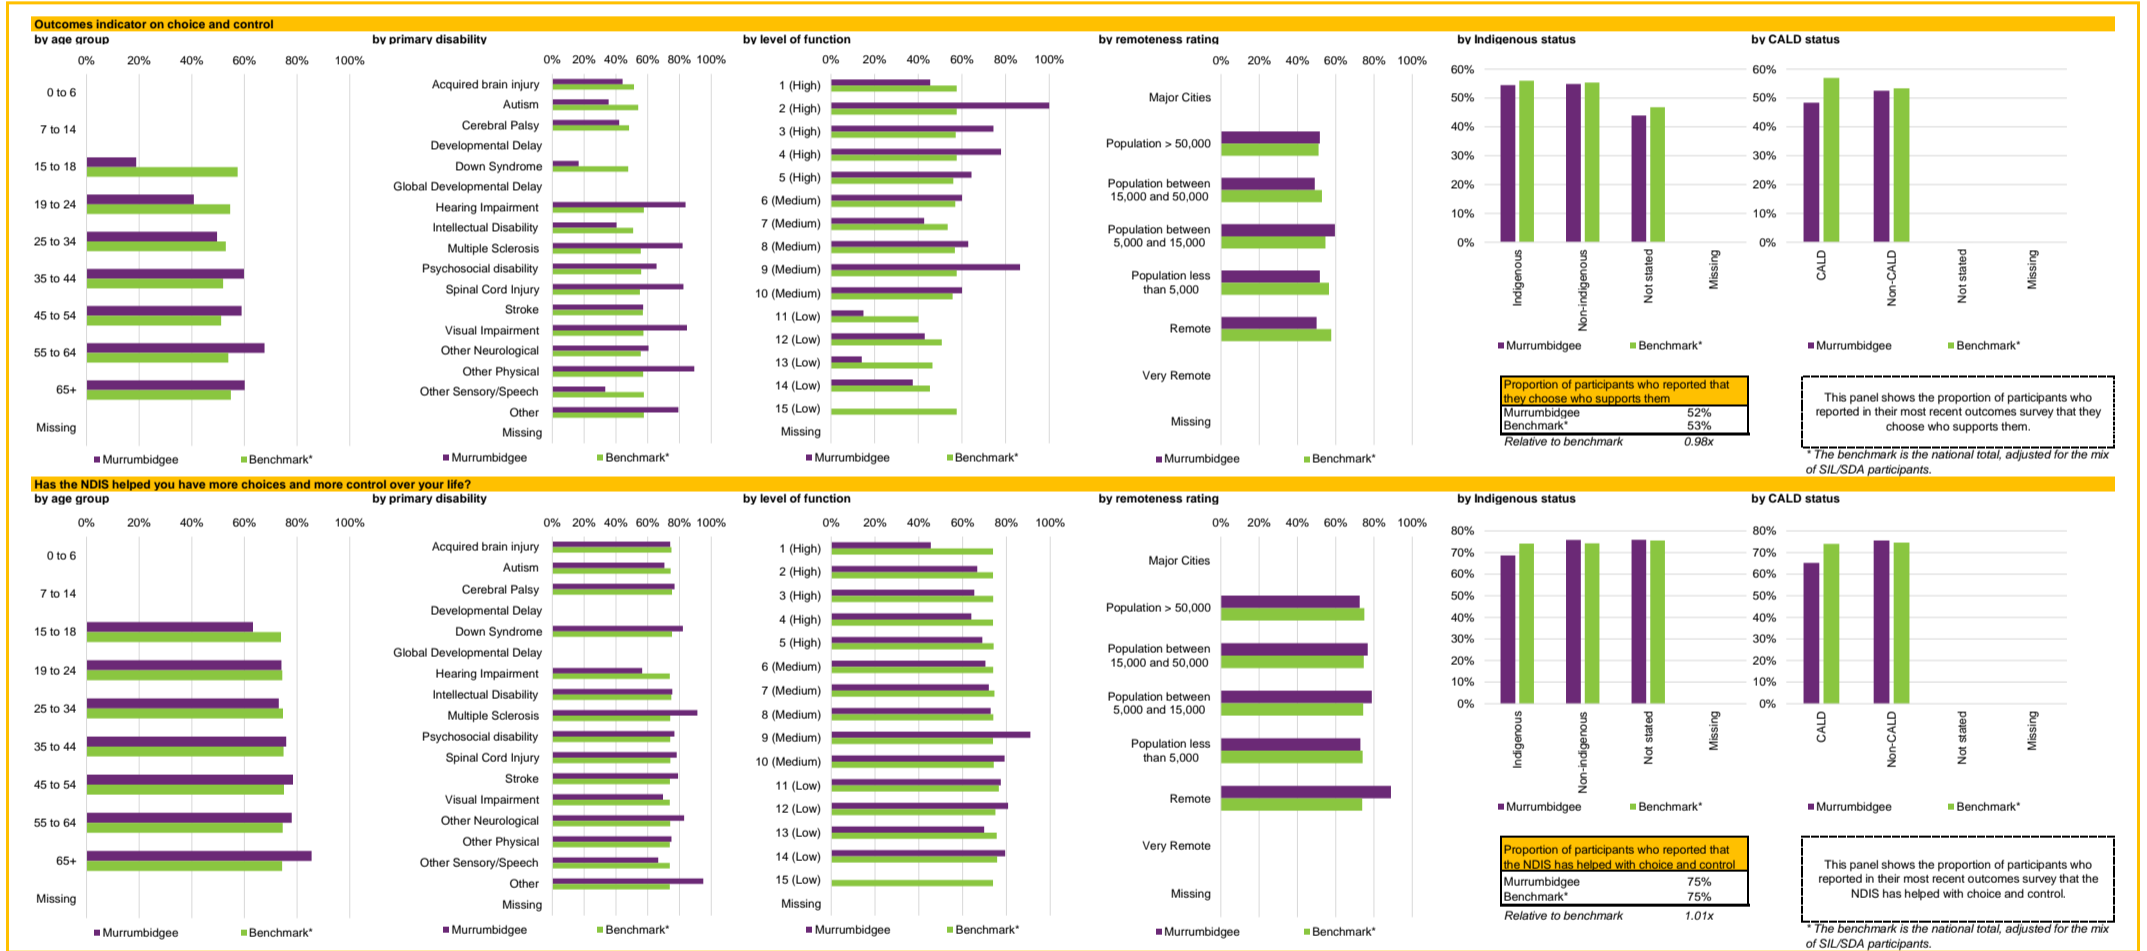 Outcomes indicator on choice and control
by age group
0% 20% 40% 60% 80% 100%
0 to 6
7 to 14
15 to 18
19 to 24
25 to 34
35 to 44
45 to 54
55 to 64
65+
Missing
Murrumbidgee Benchmark*
by primary disability
0% 20% 40% 60% 80% 100%
Acquired brain injury
Autism
Cerebral Palsy
Developmental Delay
Down Syndrome
Global Developmental Delay
Hearing Impairment
Intellectual Disability
Multiple Sclerosis
Psychosocial disability
Spinal Cord Injury
Stroke
Visual Impairment
Other Neurological
Other Physical
Other Sensory/Speech
Other
Missing
Murrumbidgee Benchmark*
by level of function
0% 20% 40% 60% 80% 100%
1 (High)
2 (High)
3 (High)
4 (High)
5 (High)
6 (Medium)
7 (Medium)
8 (Medium)
9 (Medium)
10 (Medium)
11 (Low)
12 (Low)
13 (Low)
14 (Low)
15 (Low)
Missing
Murrumbidgee Benchmark*
by remoteness rating
0% 20% 40% 60% 80% 100%
Major Cities
Population > 50,000
Population between
15,000 and 50,000
Population between
5,000 and 15,000
Population less
than 5,000
Remote
Very Remote
Missing
Murrumbidgee Benchmark*
by Indigenous status
60%
50%
40%
30%
20%
10%
0%
Indigenous
Non-indigenous
Not stated
Missing
Murrumbidgee Benchmark*
by CALD status
60%
50%
40%
30%
20%
10%
0%
CALD
Non-CALD
Not stated
Missing
Murrumbidgee Benchmark*
Proportion of participants who reported that
they choose who supports them
Murrumbidgee 52%
Benchmark* 53%
Relative to benchmark 0.98x
This panel shows the proportion of participants who
reported in their most recent outcomes survey that they
choose who supports them.
* The benchmark is the national total, adjusted for the mix
of SIL/SDA participants.
Has the NDIS helped you have more choices and more control over your life?
by age group
0% 20% 40% 60% 80% 100%
0 to 6
7 to 14
15 to 18
19 to 24
25 to 34
35 to 44
45 to 54
55 to 64
65+
Missing
Murrumbidgee Benchmark*
by primary disability
0% 20% 40% 60% 80% 100%
Acquired brain injury
Autism
Cerebral Palsy
Developmental Delay
Down Syndrome
Global Developmental Delay
Hearing Impairment
Intellectual Disability
Multiple Sclerosis
Psychosocial disability
Spinal Cord Injury
Stroke
Visual Impairment
Other Neurological
Other Physical
Other Sensory/Speech
Other
Missing
Murrumbidgee Benchmark*
by level of function
0% 20% 40% 60% 80% 100%
1 (High)
2 (High)
3 (High)
4 (High)
5 (High)
6 (Medium)
7 (Medium)
8 (Medium)
9 (Medium)
10 (Medium)
11 (Low)
12 (Low)
13 (Low)
14 (Low)
15 (Low)
Missing
Murrumbidgee Benchmark*
by remoteness rating
0% 20% 40% 60% 80% 100%
Major Cities
Population > 50,000
Population between
15,000 and 50,000
Population between
5,000 and 15,000
Population less
than 5,000
Remote
Very Remote
Missing
Murrumbidgee Benchmark*
by Indigenous status
80%
70%
60%
50%
40%
30%
20%
10%
0%
Indigenous
Non-indigenous
Not stated
Missing
Murrumbidgee Benchmark*
by CALD status
80%
70%
60%
50%
40%
30%
20%
10%
0%
CALD
Non-CALD
Not stated
Missing
Murrumbidgee Benchmark*
Proportion of participants who reported that
the NDIS has helped with choice and control
Murrumbidgee 75%
Benchmark* 75%
Relative to benchmark 1.01x
This panel shows the proportion of participants who
reported in their most recent outcomes survey that the
NDIS has helped with choice and control.
* The benchmark is the national total, adjusted for the mix
of SIL/SDA participants.